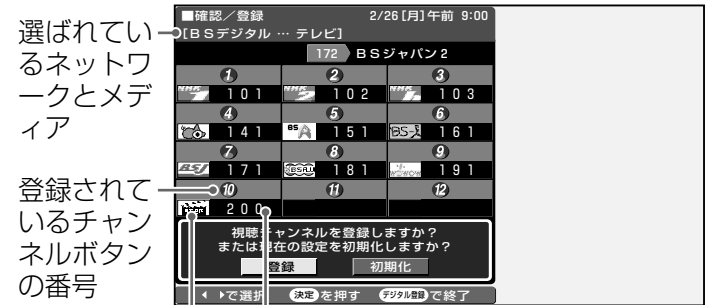 選ばれてい
るネットワ
ークとメデ
ィア
登録されて
いるチャン
ネルボタン
の番号
■確認／登録 2/26[月]午前 9:00
[BSデジタル … テレビ]
172 BSジャパン2
1 2 3
101 102 103
4 5 6
141 BS 151 BS-i 161
7 8 9
BSJ 171 181 WOWOW 191
10 11 12
200
視聴チャンネルを登録しますか？
または現在の設定を初期化しますか？
登録 初期化
で選択 決定を押す デジタル登録で終了